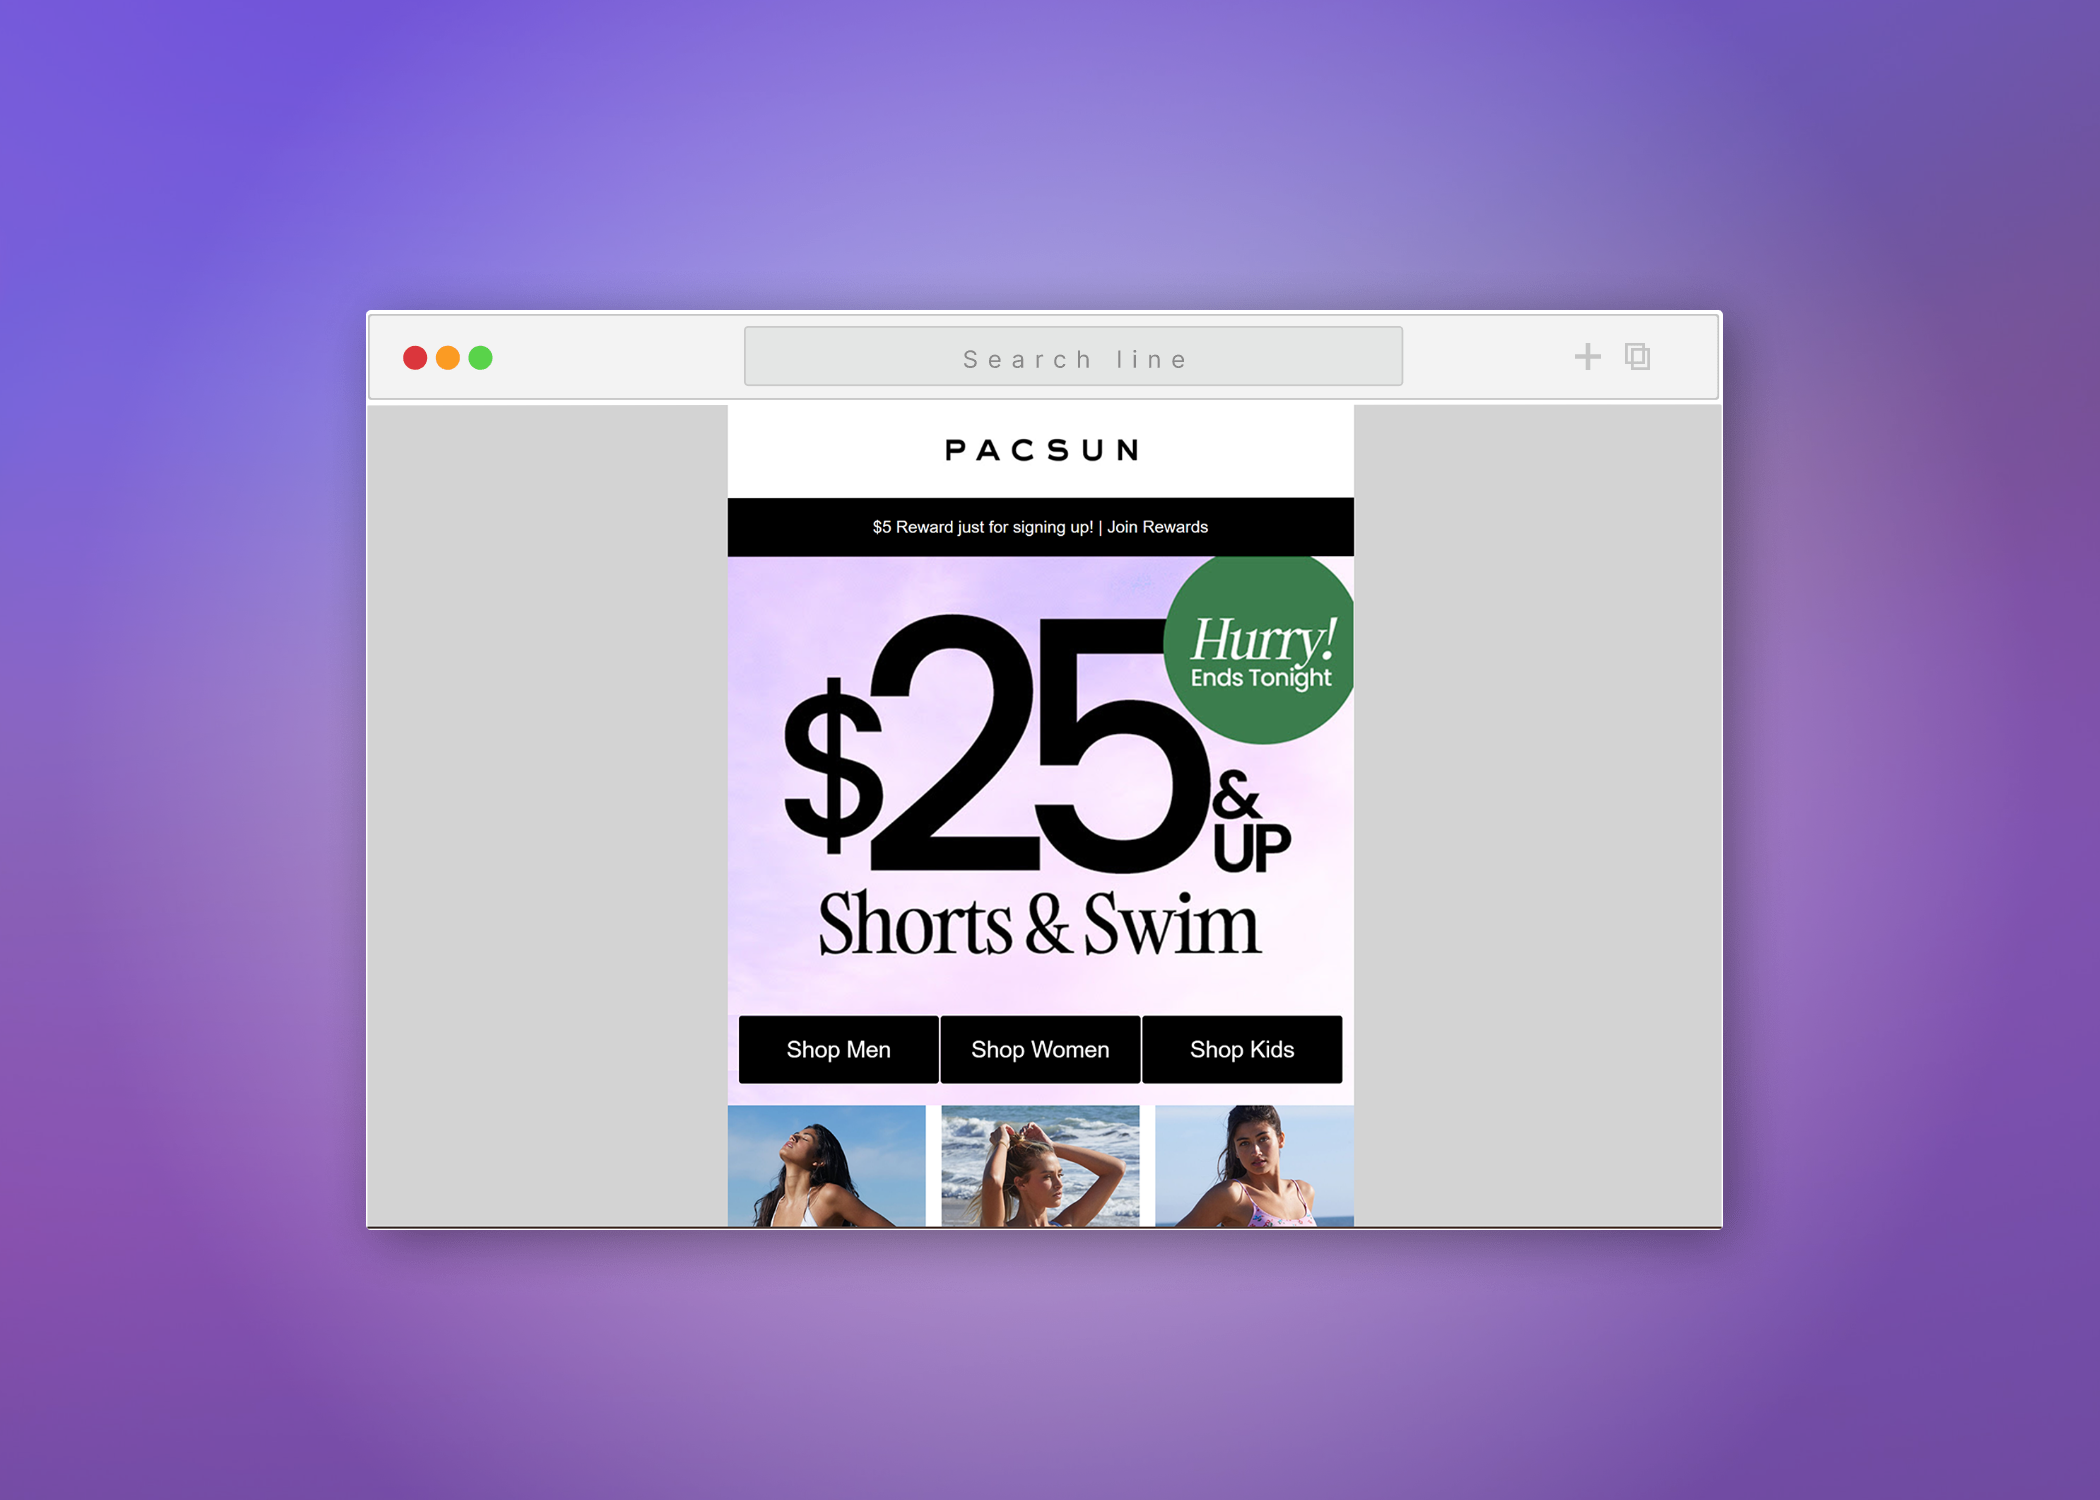 Search line
PACSUN
$5 Reward just for signing up! | Join Rewards
Hurry!
Ends Tonight
$25
&
UP
Shorts & Swim
Shop Men
Shop Women
Shop Kids